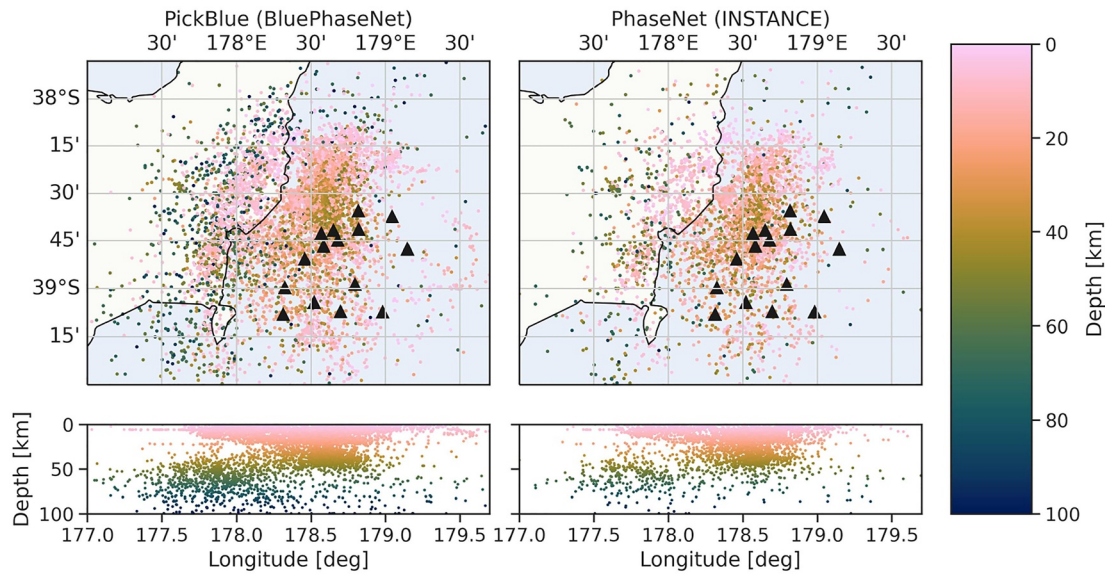 PickBlue (BluePhaseNet)
PhaseNet (INSTANCE)
30' 178°E 30' 179°E 30'
30' 178°E 30' 179°E 30'
38°S
15'
30'
45'
39°S
15'
0
20
40
60
80
100
Depth [km]
0
50
100
Depth [km]
177.0 177.5 178.0 178.5 179.0 179.5
177.0 177.5 178.0 178.5 179.0 179.5
Longitude [deg]
Longitude [deg]